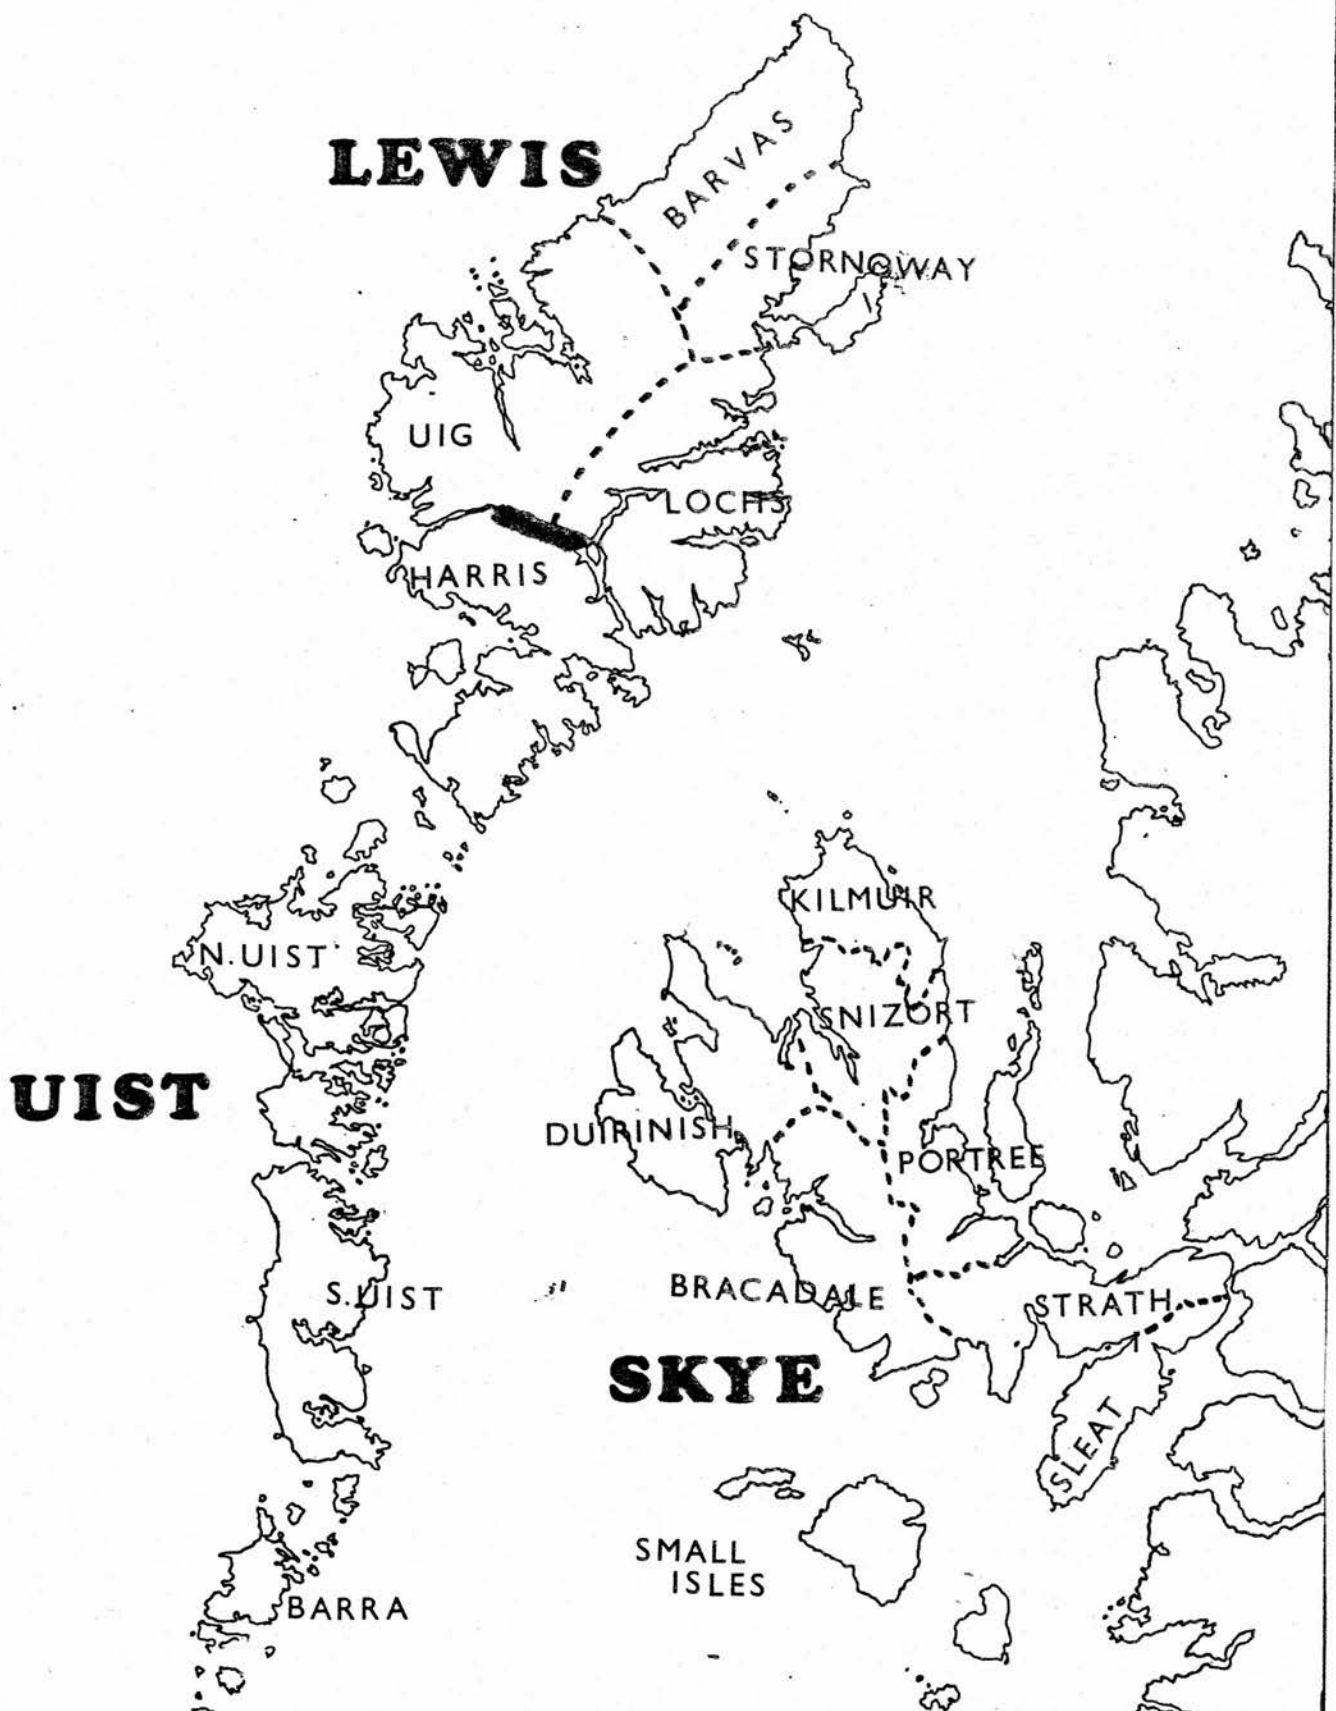 LEWIS
BARVAS
STORNOWAY
UIG
LOCHS
HARRIS
KILMUIR
N.UIST
SNIZORT
UIST
DUIRINISH
PORTREE
S.UIST
BRACADALE
STRATH
SKYE
SLEAT
SMALL
ISLES
BARRA